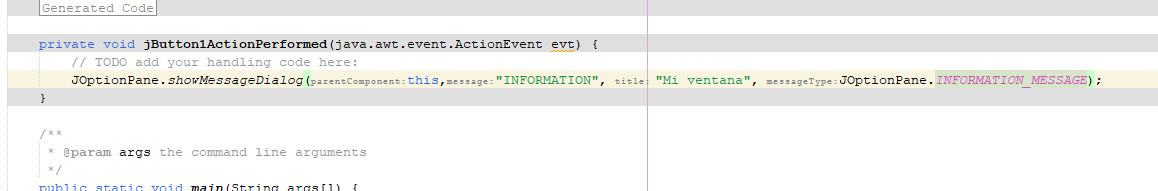 Generated Code
private void jButton1ActionPerformed(java.awt.event.ActionEvent evt) {
// TODO add your handling code here:
JOptionPane.showMessageDialog(parentComponent:this,message:"INFORMATION", title:"Mi ventana", messageType:JOptionPane.INFORMATION_MESSAGE);
}
/**
* @param args the command line arguments
*/
public static void main(String args[]) {